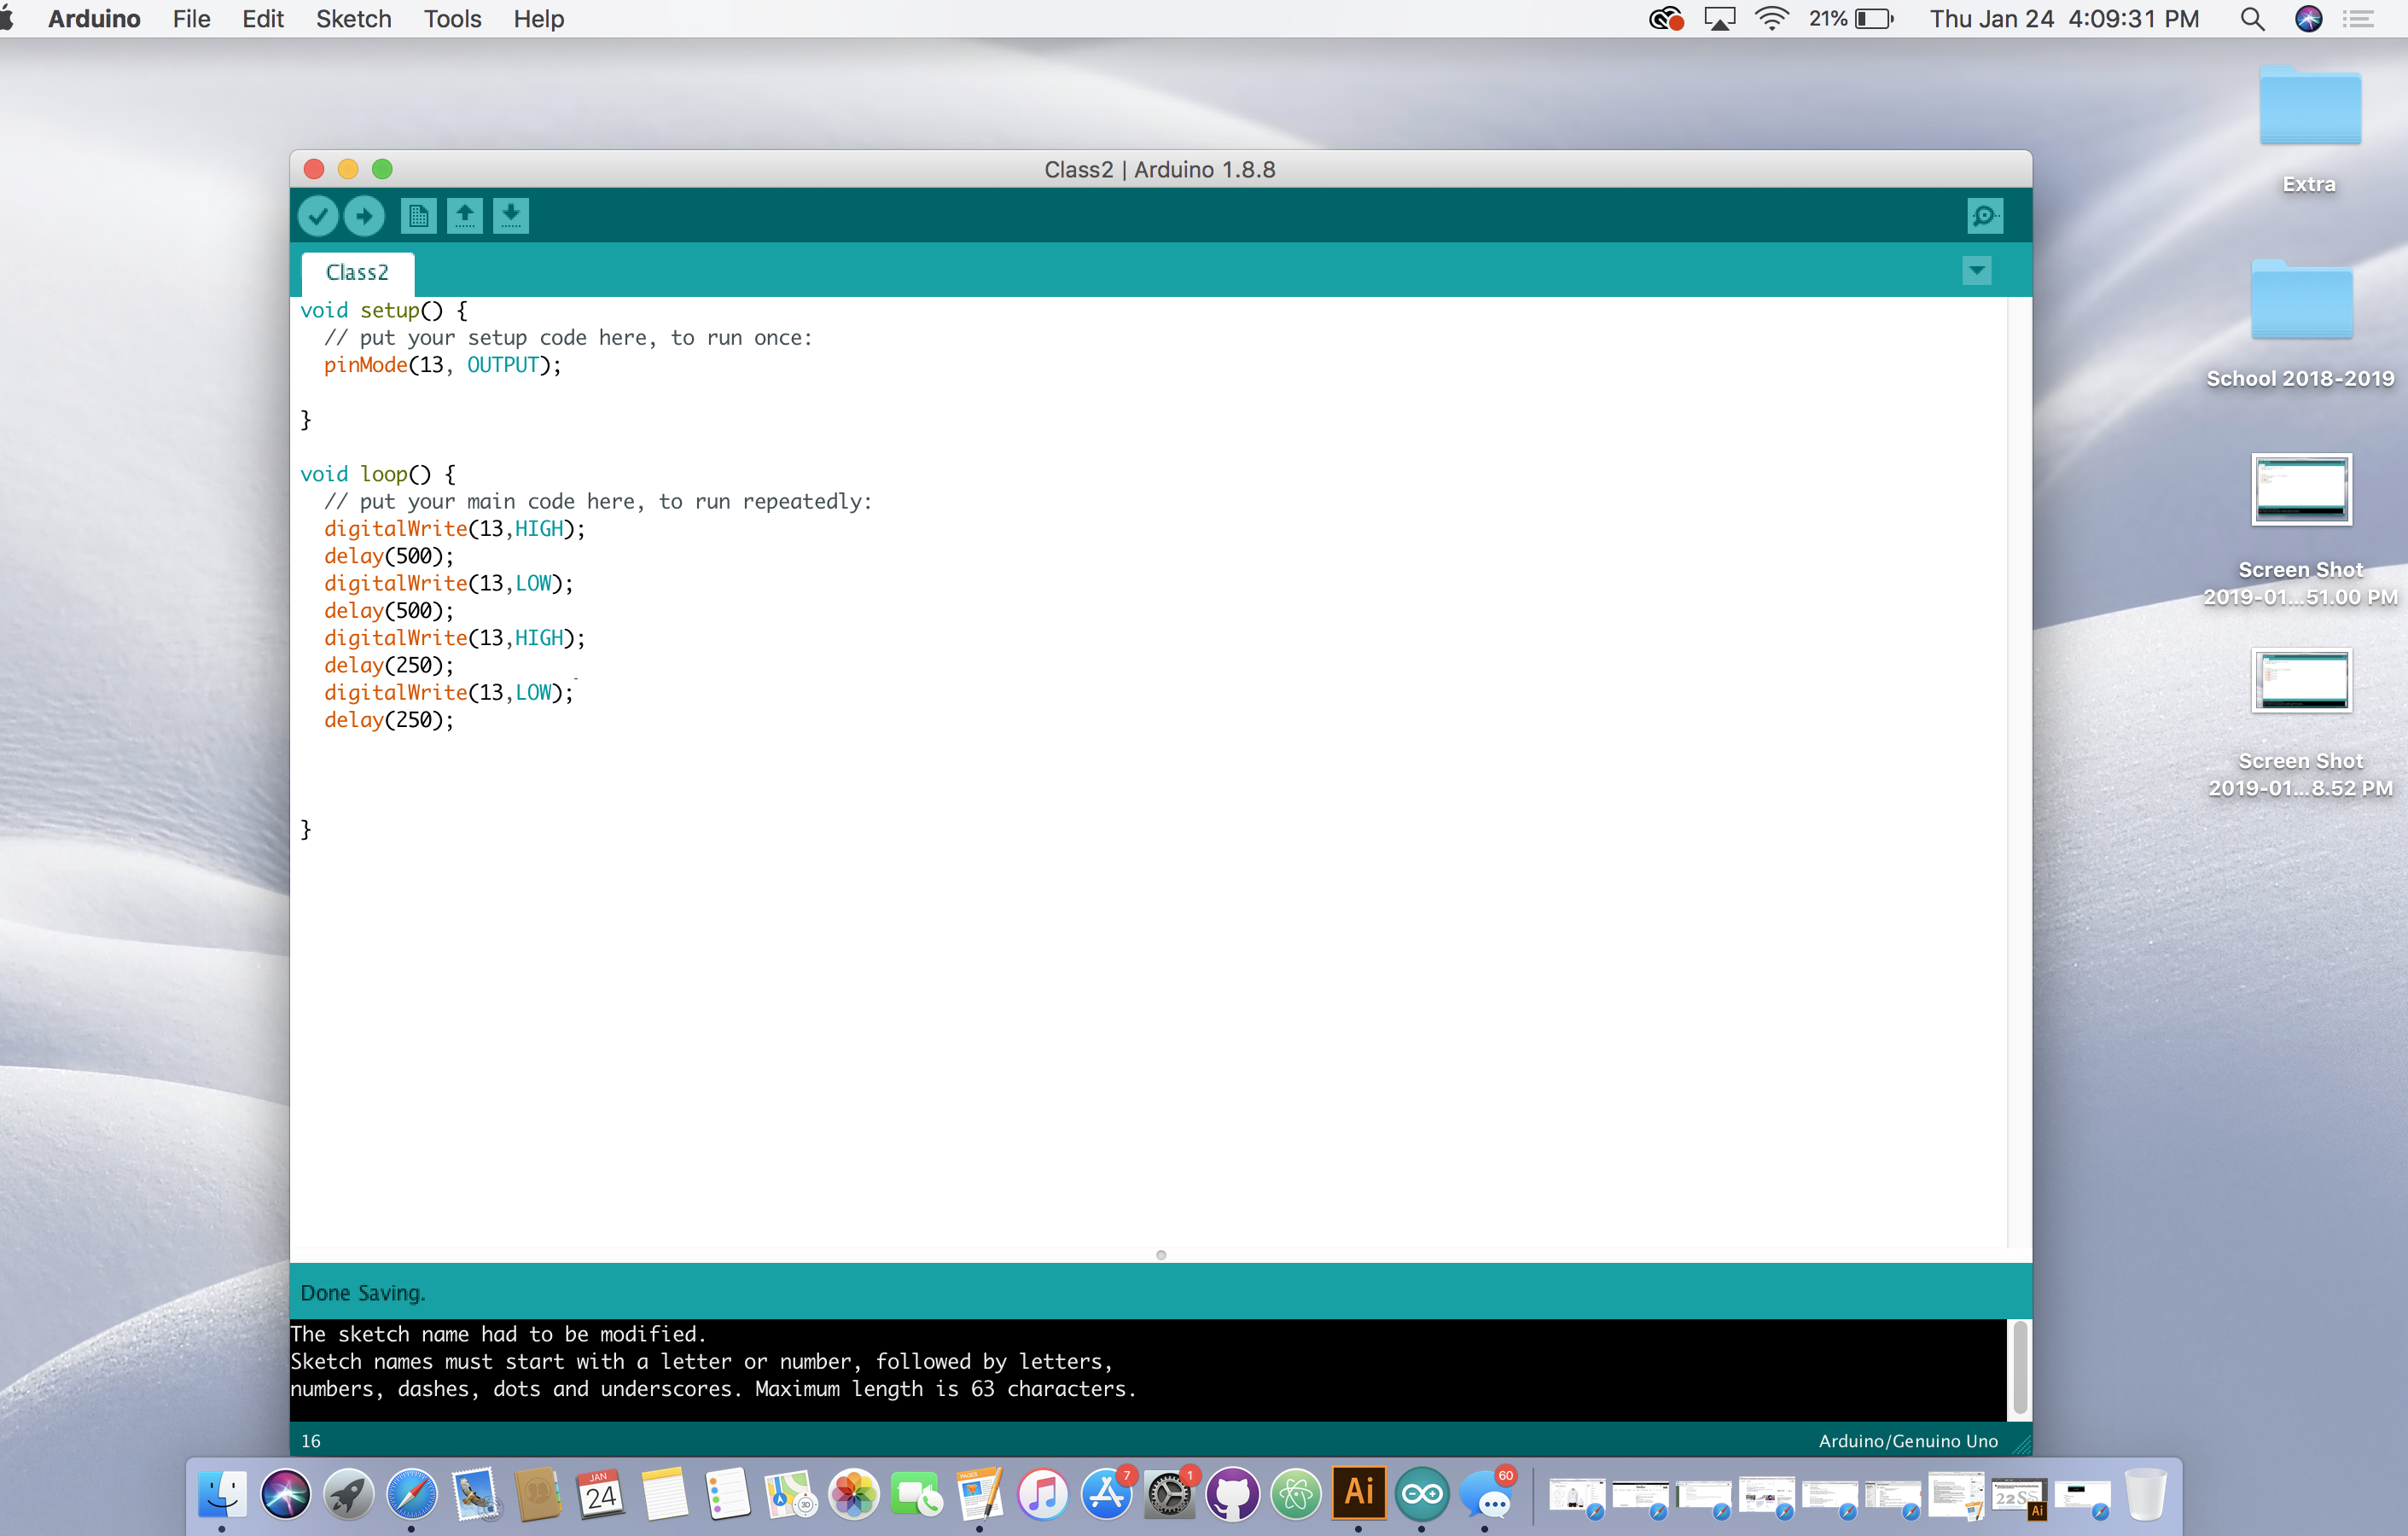 Arduino File Edit Sketch Tools Help 21% Thu Jan 24 4:09:31 PM
Extra
School 2018-2019
Screen Shot
2019-01...51.00 PM
Screen Shot
2019-01...8.52 PM
Class2 | Arduino 1.8.8
Class2
void setup() {
// put your setup code here, to run once:
pinMode(13, OUTPUT);
}
void loop() {
// put your main code here, to run repeatedly:
digitalWrite(13,HIGH);
delay(500);
digitalWrite(13,LOW);
delay(500);
digitalWrite(13,HIGH);
delay(250);
digitalWrite(13,LOW);
delay(250);
}
Done Saving.
The sketch name had to be modified.
Sketch names must start with a letter or number, followed by letters,
numbers, dashes, dots and underscores. Maximum length is 63 characters.
16 Arduino/Genuino Uno
JAN
24
3D
PAGES
7
1
Ai
60
Ai